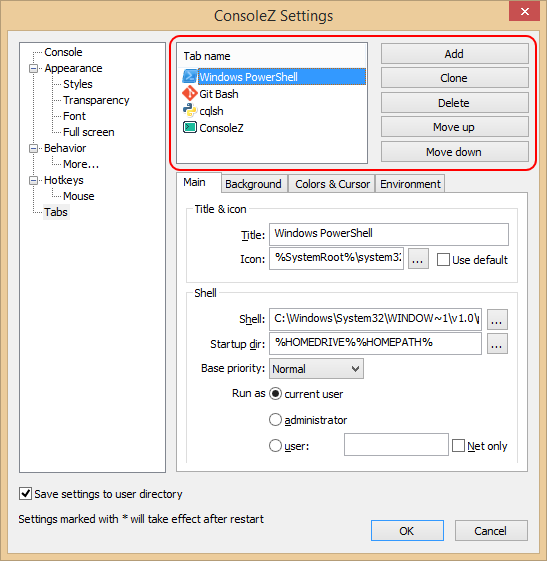 ConsoleZ Settings
Console
Appearance
Styles
Transparency
Font
Full screen
Behavior
More...
Hotkeys
Mouse
Tabs
Tab name
Windows PowerShell
Git Bash
cqlsh
ConsoleZ
Add
Clone
Delete
Move up
Move down
Main Background Colors & Cursor Environment
Title & icon
Title: Windows PowerShell
Icon: %SystemRoot%\system32 ... Use default
Shell
Shell: C:\Windows\System32\WINDOW~1\v1.0\ ...
Startup dir: %HOMEDRIVE%%HOMEPATH% ...
Base priority: Normal
Run as current user
administrator
user: Net only
Save settings to user directory
Settings marked with * will take effect after restart
OK Cancel